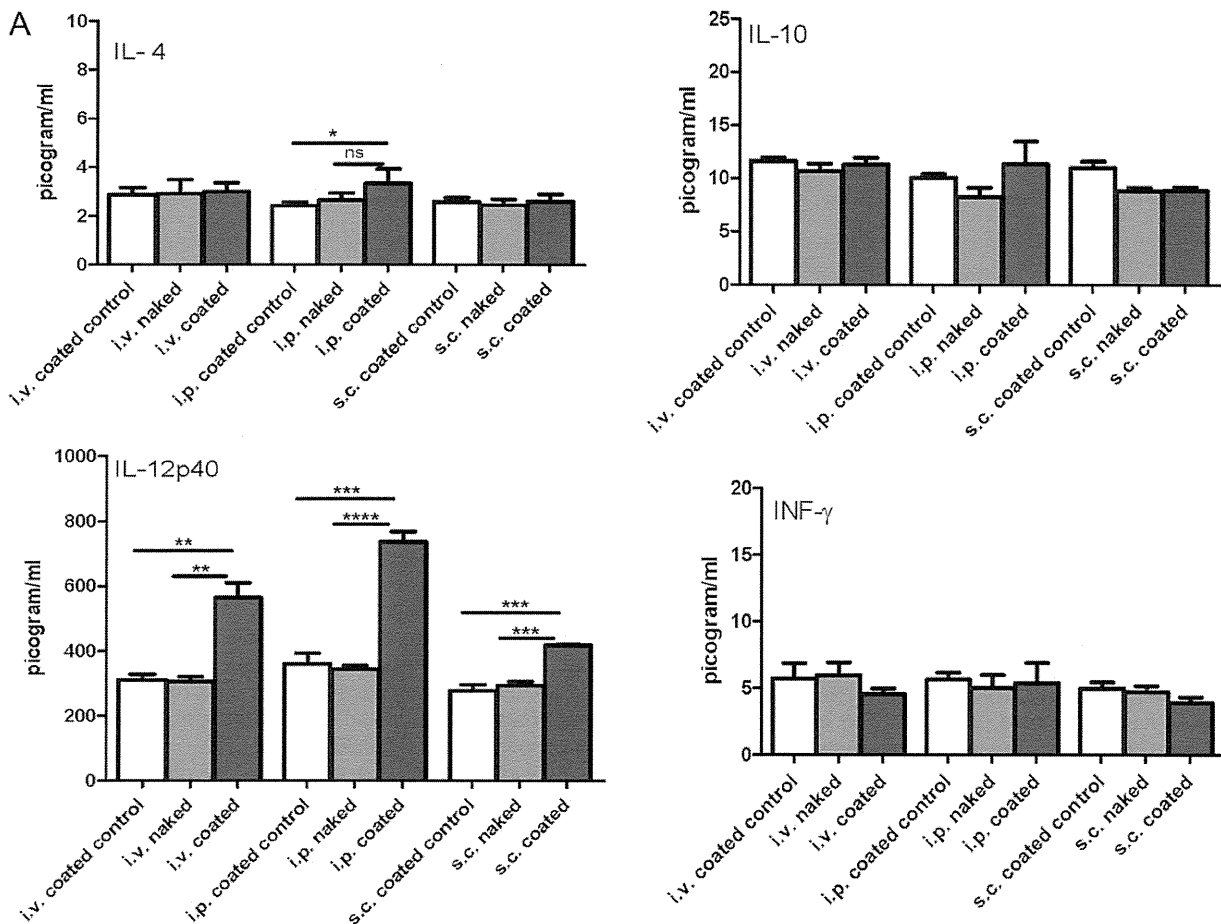 A
IL- 4
picogram/ml
10
8
6
4
2
0
*
ns
i.v. coated control
i.v. naked
i.v. coated
i.p. coated control
i.p. naked
i.p. coated
s.c. coated control
s.c. naked
s.c. coated
IL-10
picogram/ml
25
20
15
10
5
0
i.v. coated control
i.v. naked
i.v. coated
i.p. coated control
i.p. naked
i.p. coated
s.c. coated control
s.c. naked
s.c. coated
IL-12p40
picogram/ml
1000
800
600
400
200
0
**
**
***
****
***
***
i.v. coated control
i.v. naked
i.v. coated
i.p. coated control
i.p. naked
i.p. coated
s.c. coated control
s.c. naked
s.c. coated
INF-γ
picogram/ml
20
15
10
5
0
i.v. coated control
i.v. naked
i.v. coated
i.p. coated control
i.p. naked
i.p. coated
s.c. coated control
s.c. naked
s.c. coated